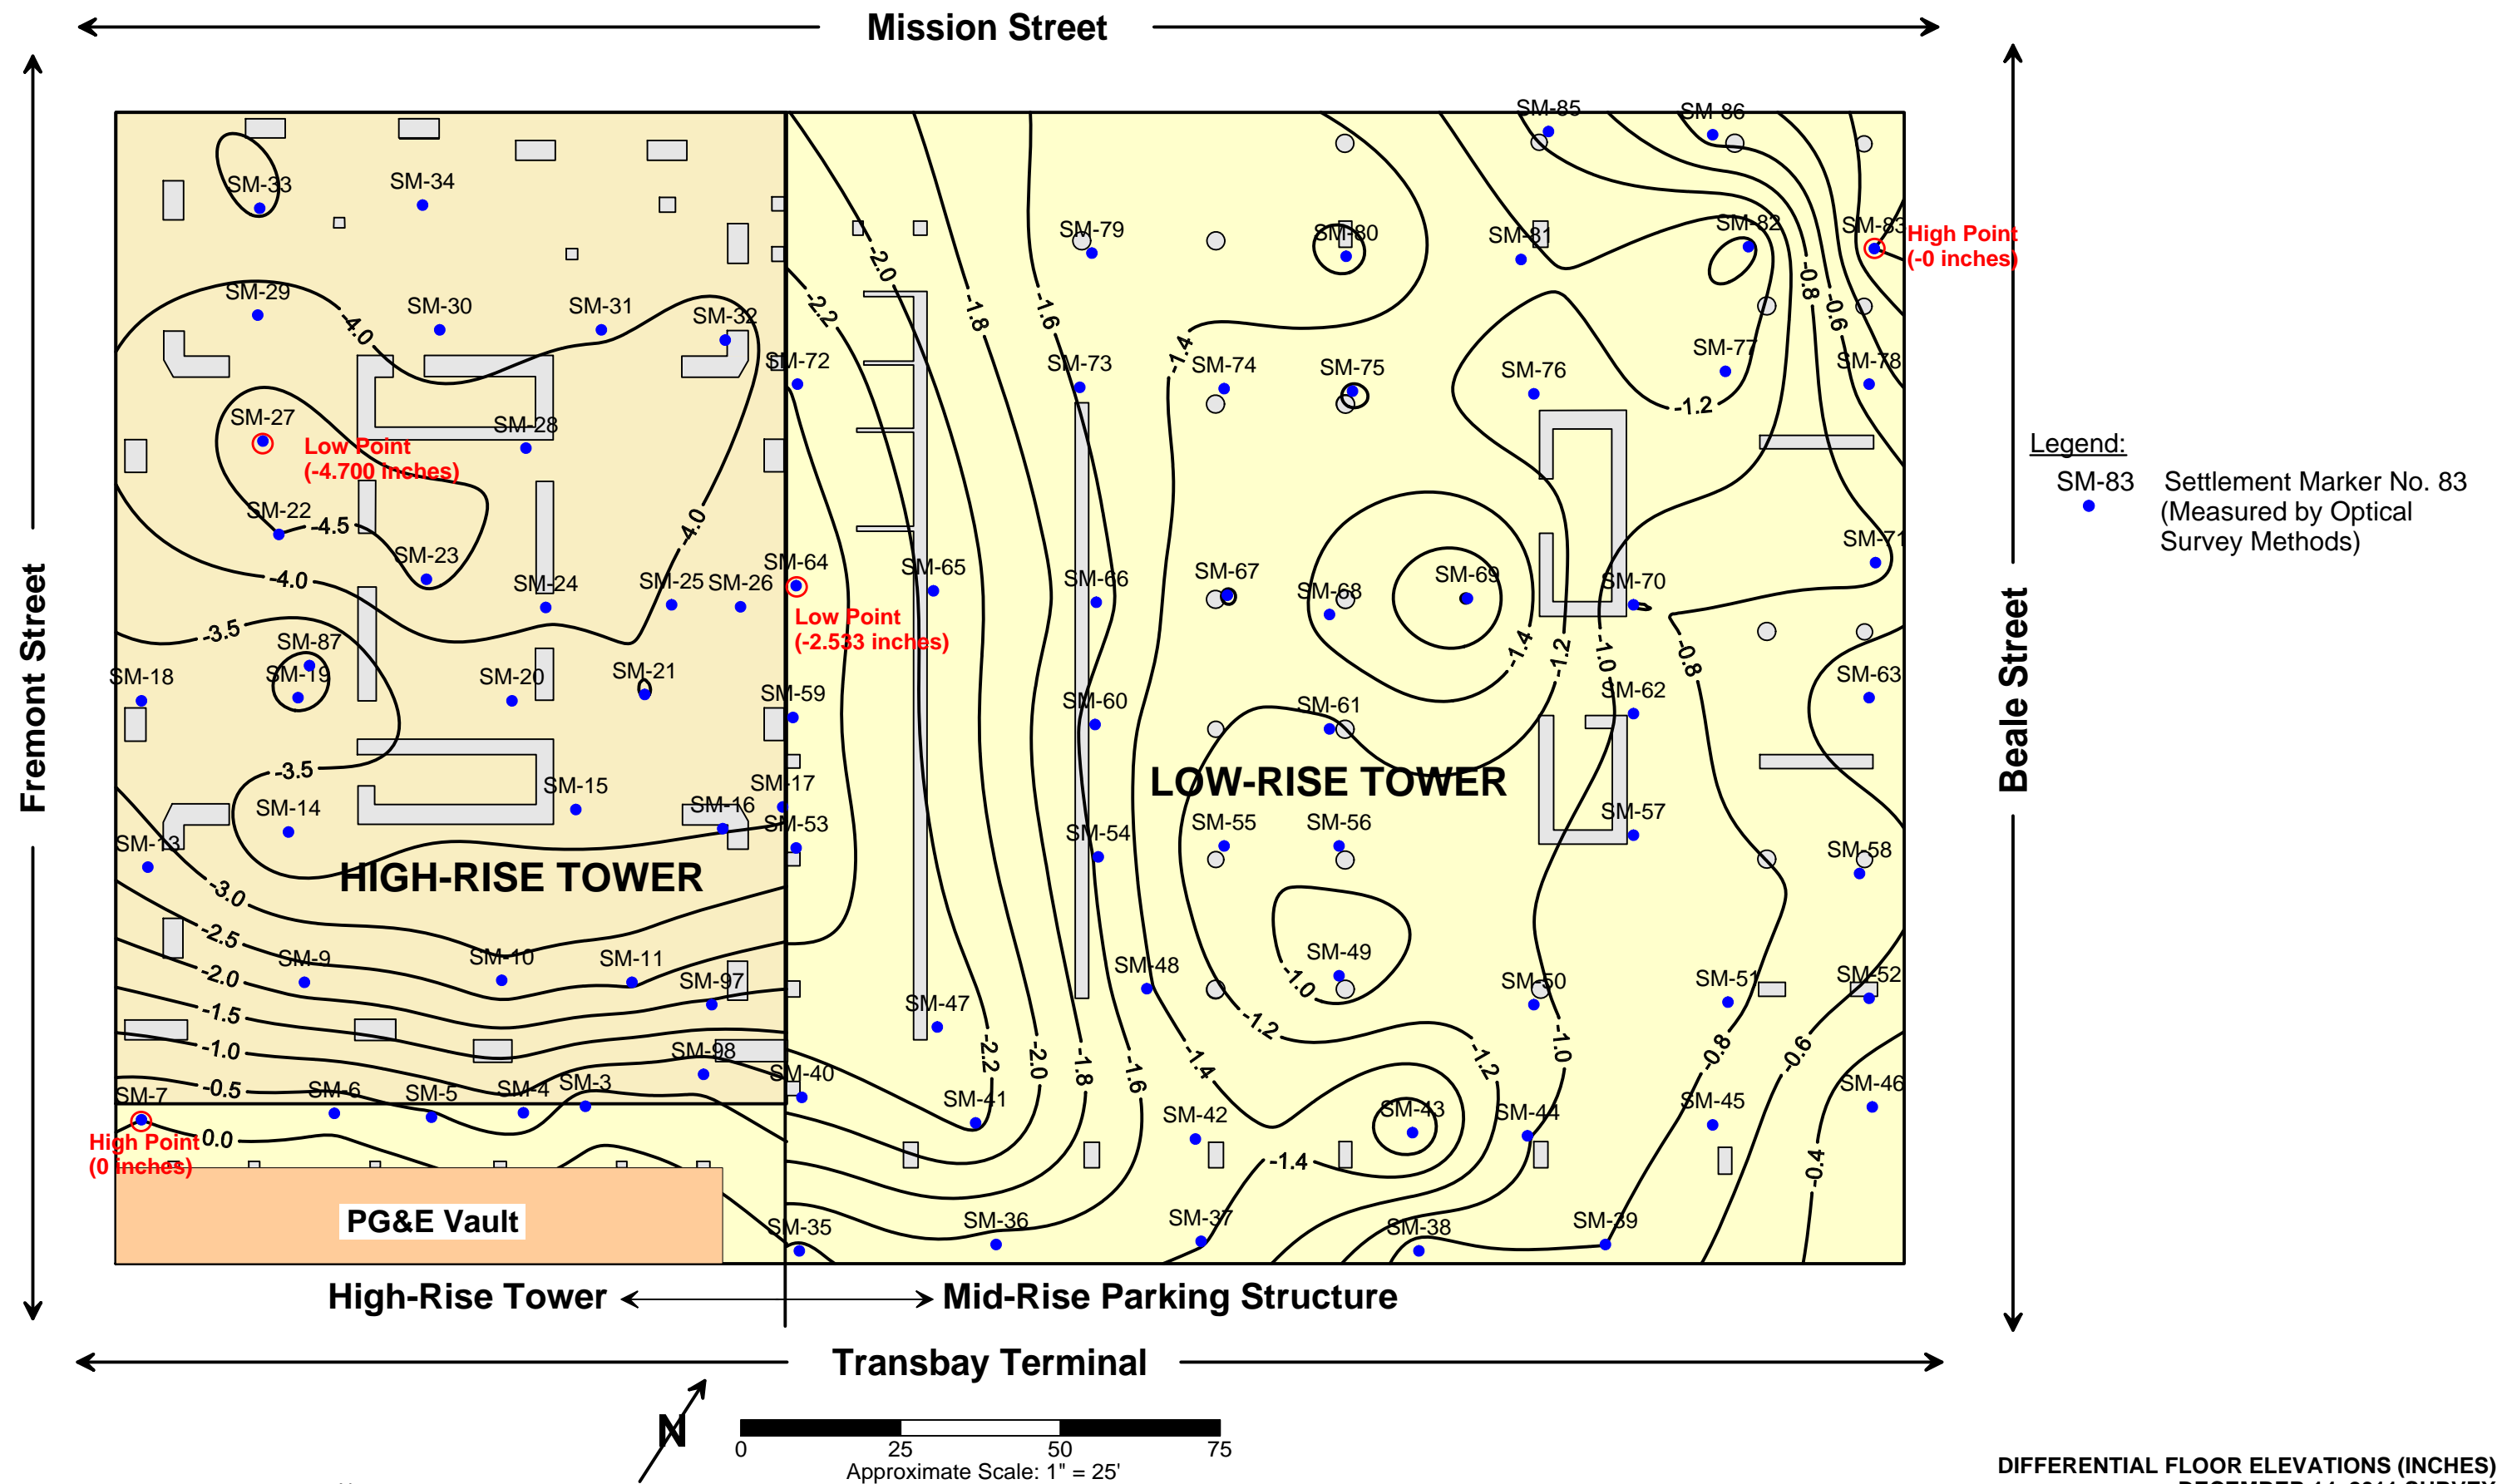 Mission Street
SM-85
SM-86
SM-33
SM-34
SM-79
SM-80
SM-81
SM-82
SM-83
High Point
(-0 inches)
-2.0
-2.2
-1.8
-1.6
-0.8
-0.6
SM-29
SM-30
SM-31
SM-32
-4.0
-1.4
SM-72
SM-73
SM-74
SM-75
SM-76
SM-77
SM-78
-1.2
SM-27
SM-28
Low Point
(-4.700 inches)
Legend:
SM-83 Settlement Marker No. 83
(Measured by Optical
Survey Methods)
SM-22
-4.5
-4.0
SM-23
-4.0
SM-24
SM-25
SM-26
SM-64
SM-65
SM-66
SM-67
SM-68
SM-69
SM-70
SM-71
Low Point
(-2.533 inches)
-3.5
-1.4
-1.2
-1.0
-0.8
SM-87
SM-19
SM-18
SM-20
SM-21
SM-59
SM-60
SM-61
SM-62
SM-63
Fremont Street
Beale Street
-3.5
LOW-RISE TOWER
SM-14
SM-15
SM-16
SM-17
SM-53
SM-54
SM-55
SM-56
SM-57
SM-58
SM-13
HIGH-RISE TOWER
-3.0
-2.5
-2.0
SM-9
SM-10
SM-11
SM-97
SM-48
SM-49
-1.0
SM-50
SM-51
SM-52
SM-47
-1.5
-1.0
-0.5
-1.2
-2.2
-2.0
-1.8
-1.6
-1.4
-1.2
-1.0
-0.8
-0.6
SM-98
SM-40
SM-7
SM-6
SM-5
SM-4
SM-3
SM-41
SM-42
SM-43
SM-44
SM-45
SM-46
High Point
(0 inches)
0.0
-1.4
-0.4
PG&E Vault
SM-35
SM-36
SM-37
SM-38
SM-39
High-Rise Tower
Mid-Rise Parking Structure
Transbay Terminal
N
0 25 50 75
Approximate Scale: 1" = 25'
DIFFERENTIAL FLOOR ELEVATIONS (INCHES)